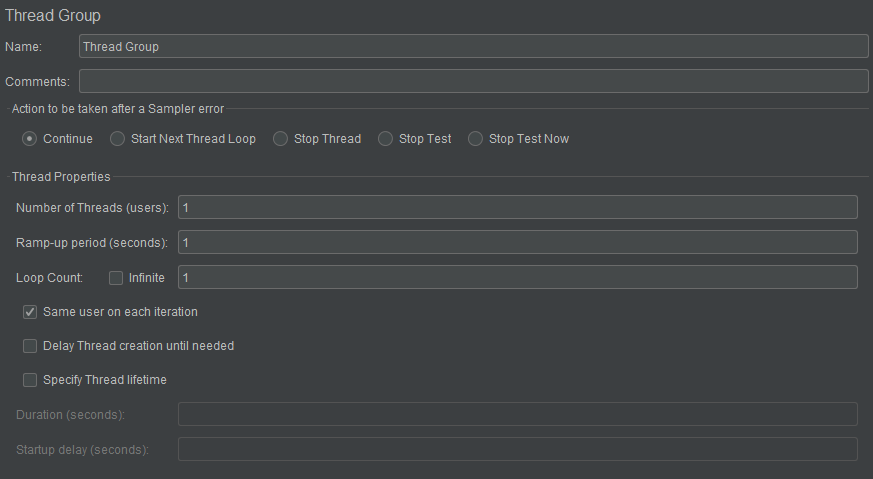 Thread Group
Name: Thread Group
Comments:
Action to be taken after a Sampler error
Continue Start Next Thread Loop Stop Thread Stop Test Stop Test Now
Thread Properties
Number of Threads (users): 1
Ramp-up period (seconds): 1
Loop Count: Infinite 1
Same user on each iteration
Delay Thread creation until needed
Specify Thread lifetime
Duration (seconds):
Startup delay (seconds):